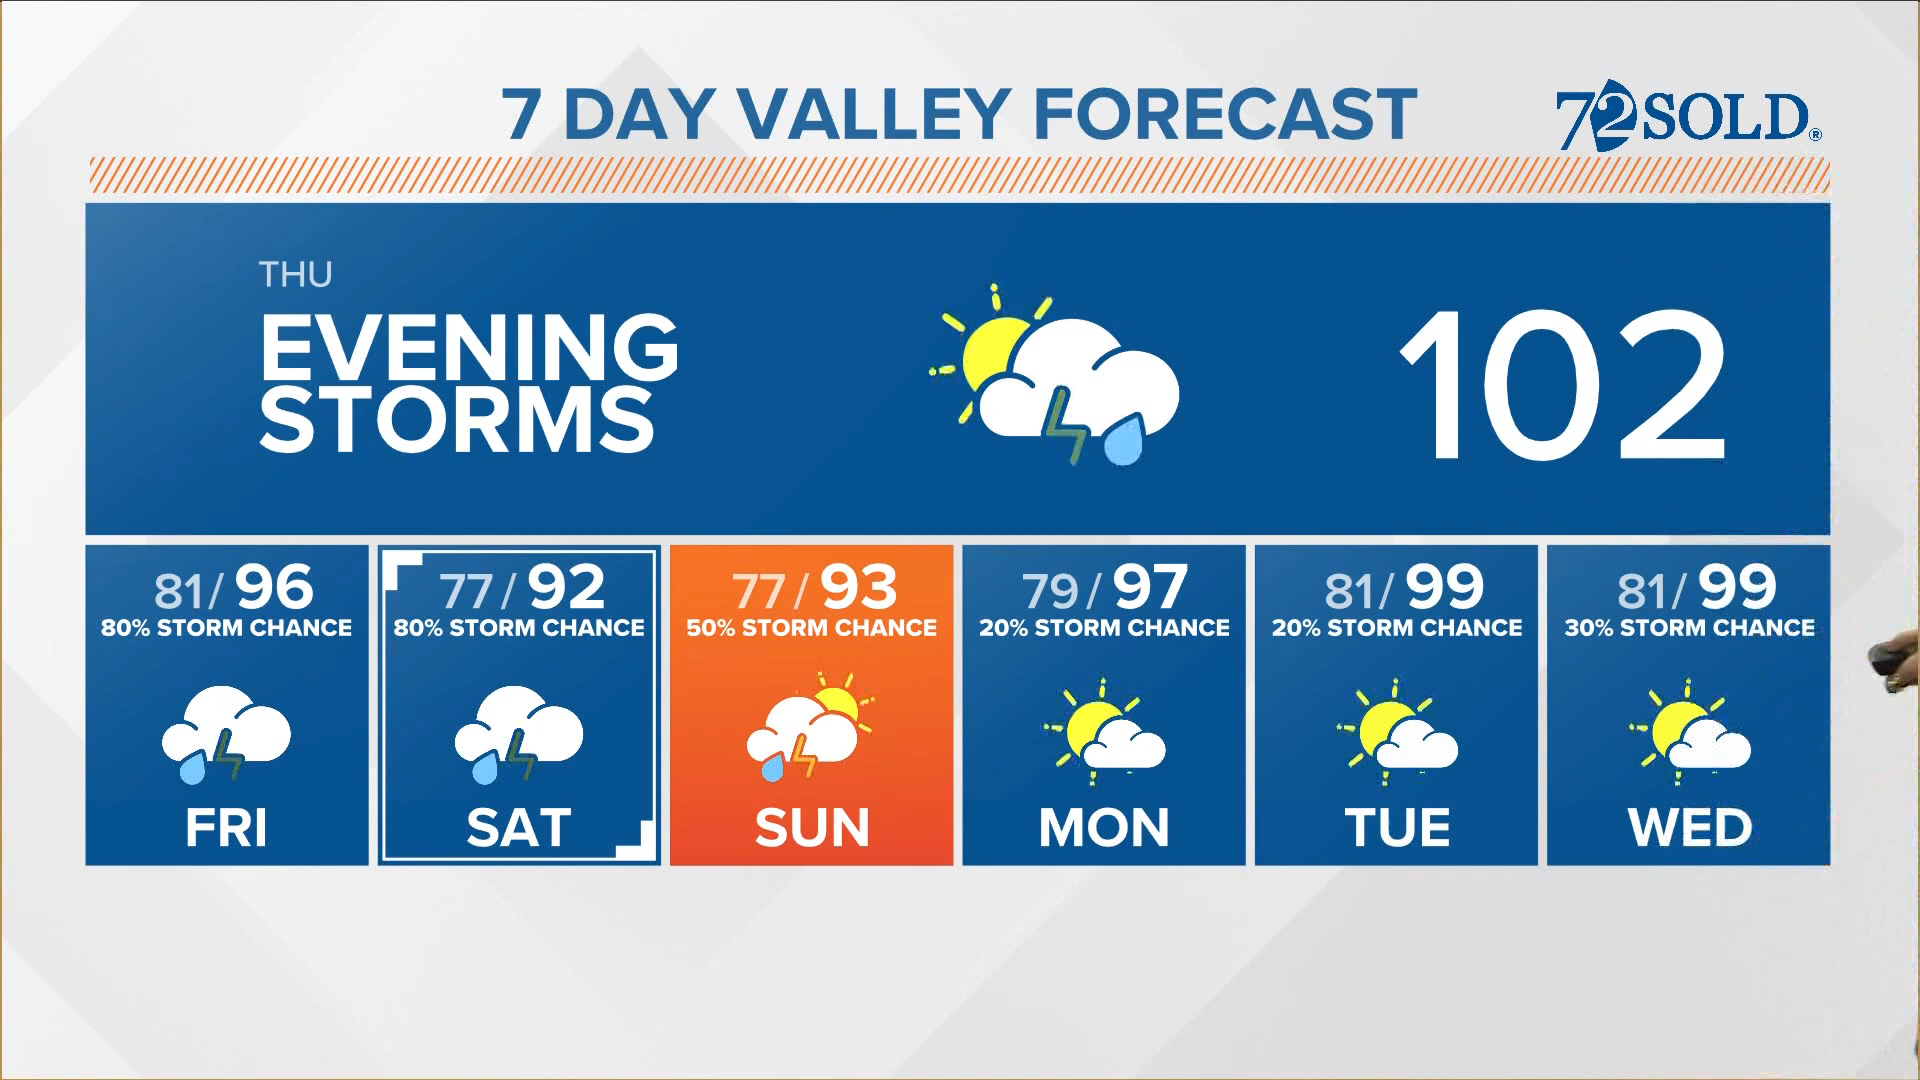 7 DAY VALLEY FORECAST
72SOLD®
THU
EVENING
STORMS
102
81/96
80% STORM CHANCE
FRI
77/92
80% STORM CHANCE
SAT
77/93
50% STORM CHANCE
SUN
79/97
20% STORM CHANCE
MON
81/99
20% STORM CHANCE
TUE
81/99
30% STORM CHANCE
WED